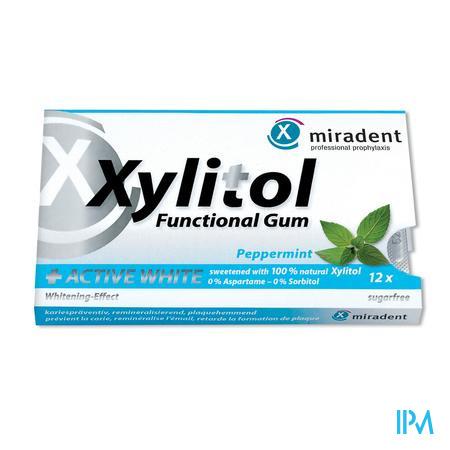 X miradent
professional prophylaxis
X Xylitol
Functional Gum
Peppermint
+ ACTIVE WHITE
sweetened with 100% natural Xylitol
0% Aspartame – 0% Sorbitol
12 x
Whitening-Effect
sugarfree
kariespräventiv, remineralisierend, plaquehemmend
prévient la carie, remineralise l'émail, retarde la formation de plaque
X miradent
IPM